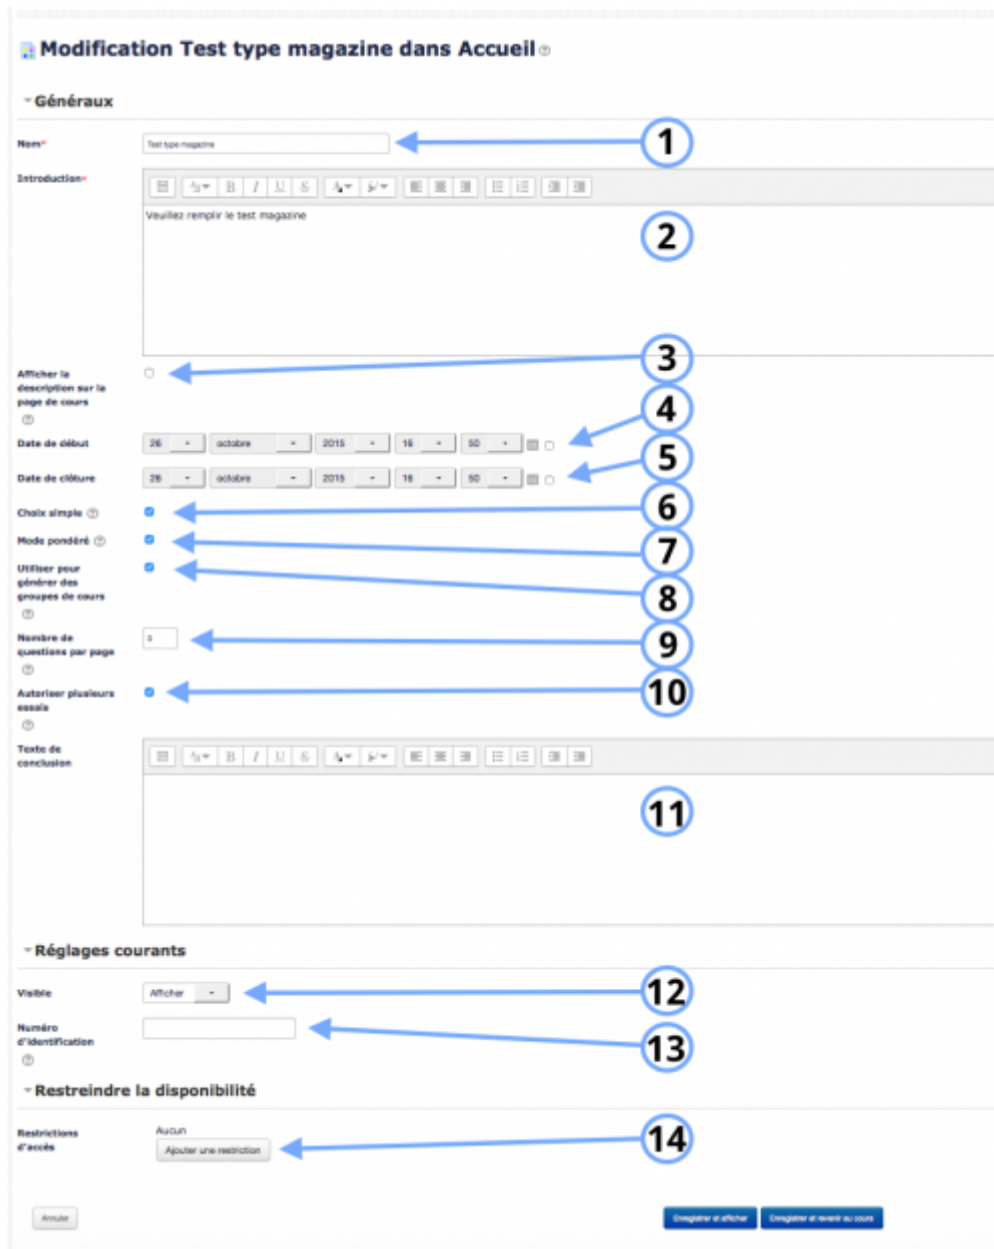 Modification Test type magazine dans Accueil
Généraux
Nom*
Test type magazine
1
Introduction*
B I U S
Veuillez remplir le test magazine
2
3
Afficher la
description sur la
page de cours
4
Date de début
26 octobre 2015 16 50
5
Date de clôture
26 octobre 2015 16 50
Choix simple
6
Mode pondéré
7
Utiliser pour
générer des
groupes de cours
8
Nombre de
questions par page
9
Autoriser plusieurs
essais
10
Texte de
conclusion
B I U S
11
Réglages courants
Visible
Afficher
12
Numéro
d'identification
13
Restreindre la disponibilité
Restrictions
d'accès
Aucun
Ajouter une restriction
14
Annuler
Enregistrer et afficher
Enregistrer et revenir au cours